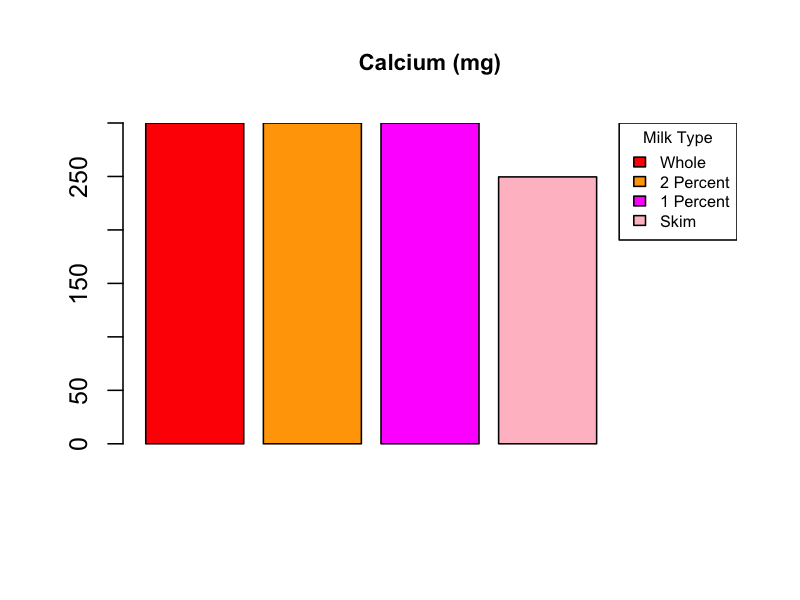 Calcium (mg)
250
150
50
0
Milk Type
Whole
2 Percent
1 Percent
Skim